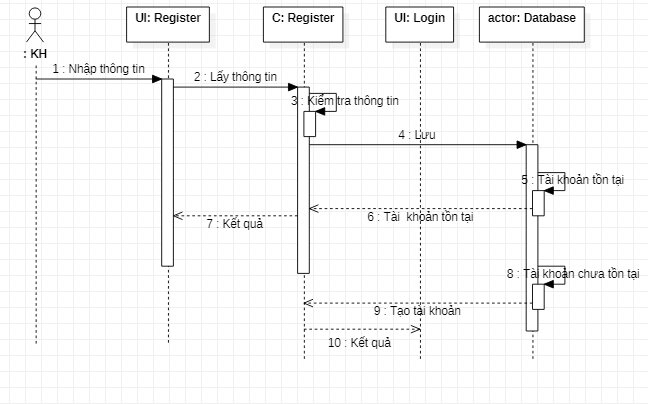 UI: Register
C: Register
UI: Login
actor: Database
: KH
1 : Nhập thông tin
2 : Lấy thông tin
3 : Kiểm tra thông tin
4 : Lưu
5 : Tài khoản tồn tại
6 : Tài khoản tồn tại
7 : Kết quả
8 : Tài khoản chưa tồn tại
9 : Tạo tài khoản
10 : Kết quả